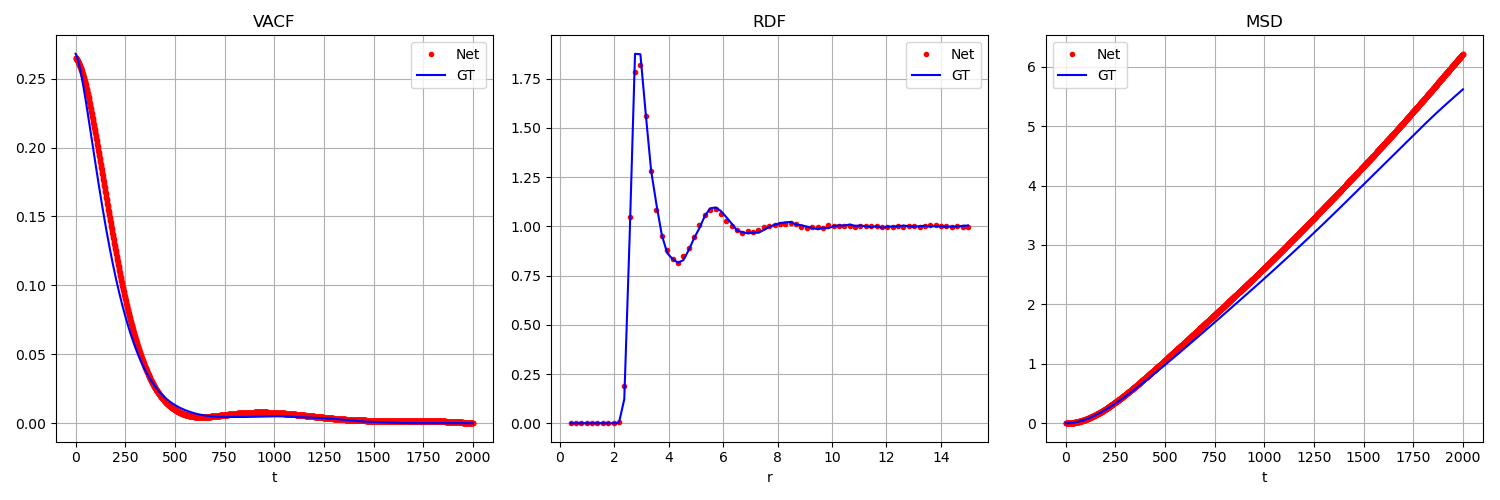 VACF
0.25
0.20
0.15
0.10
0.05
0.00
0 250 500 750 1000 1250 1500 1750 2000
t
Net
GT
RDF
1.75
1.50
1.25
1.00
0.75
0.50
0.25
0.00
0 2 4 6 8 10 12 14
r
Net
GT
MSD
6
5
4
3
2
1
0
0 250 500 750 1000 1250 1500 1750 2000
t
Net
GT